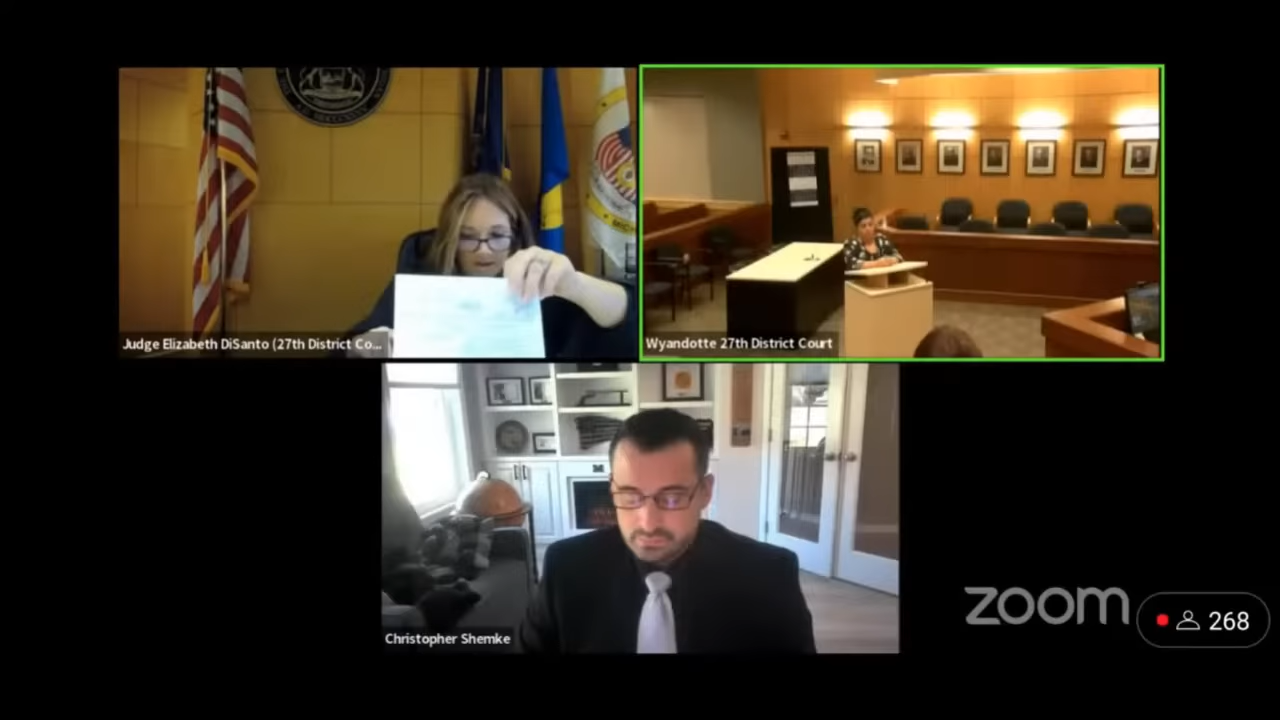 Judge Elizabeth DiSanto (27th District Co...
Wyandotte 27th District Court
Christopher Shemke
zoom
268